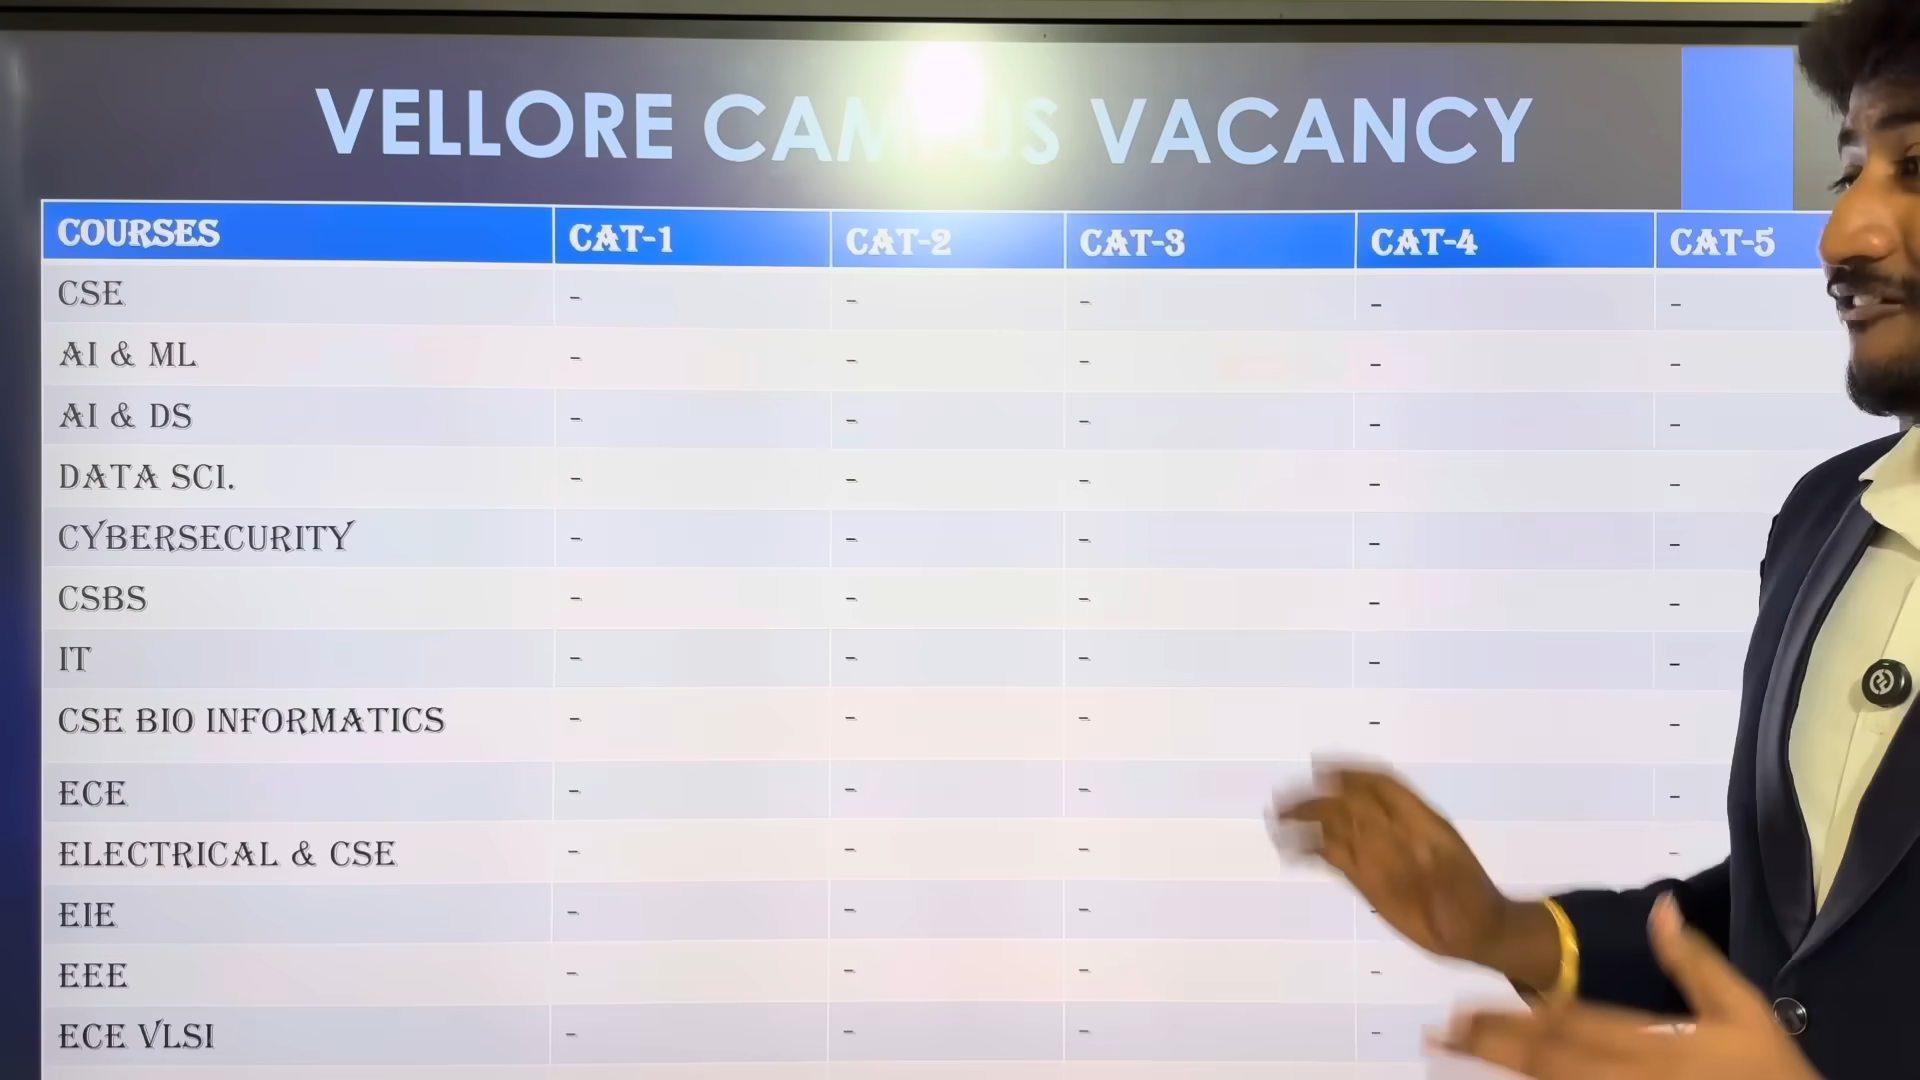 VELLORE CAMPUS VACANCY
COURSES CAT-1 CAT-2 CAT-3 CAT-4 CAT-5
CSE - - - - -
AI & ML - - - - -
AI & DS - - - - -
DATA SCI. - - - - -
CYBERSECURITY - - - - -
CSBS - - - - -
IT - - - - -
CSE BIO INFORMATICS - - - - -
ECE - - - -
ELECTRICAL & CSE - - - -
EIE - - - -
EEE - - - -
ECE VLSI - - - -